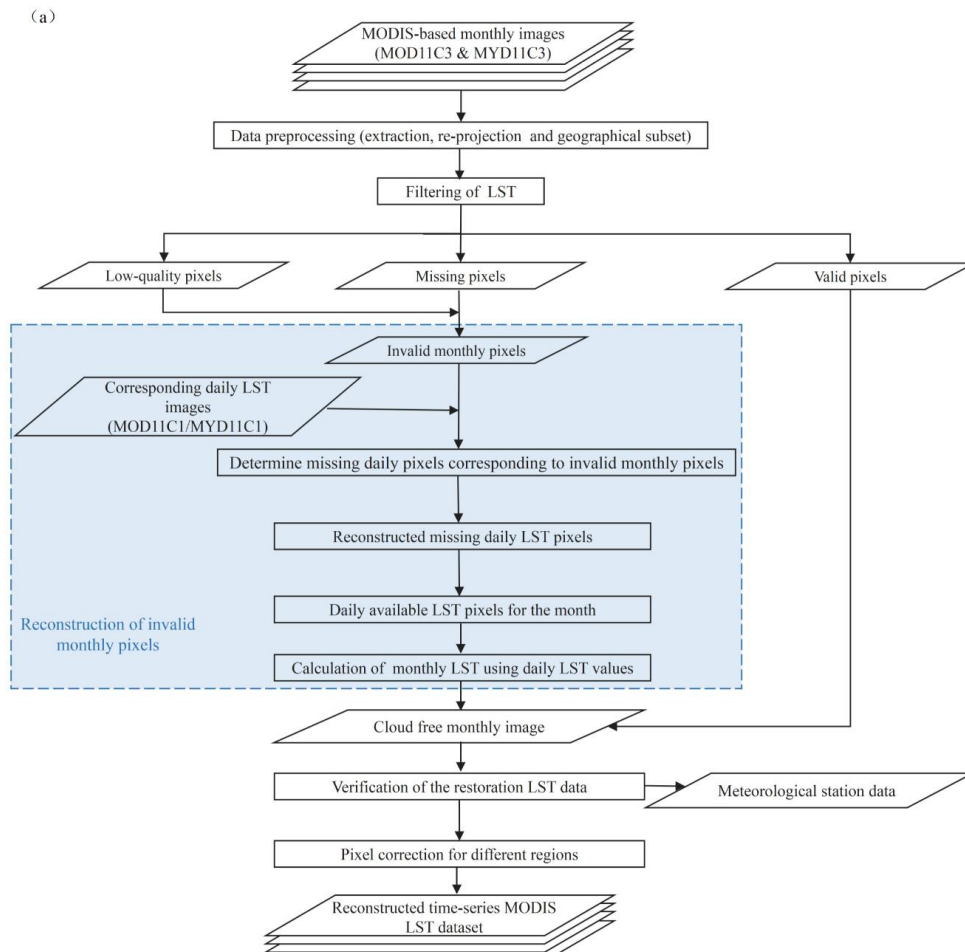 (a)
MODIS-based monthly images
(MOD11C3 & MYD11C3)
Data preprocessing (extraction, re-projection and geographical subset)
Filtering of LST
Low-quality pixels
Missing pixels
Valid pixels
Invalid monthly pixels
Corresponding daily LST
images
(MOD11C1/MYD11C1)
Determine missing daily pixels corresponding to invalid monthly pixels
Reconstructed missing daily LST pixels
Daily available LST pixels for the month
Reconstruction of invalid
monthly pixels
Calculation of monthly LST using daily LST values
Cloud free monthly image
Verification of the restoration LST data
Meteorological station data
Pixel correction for different regions
Reconstructed time-series MODIS
LST dataset